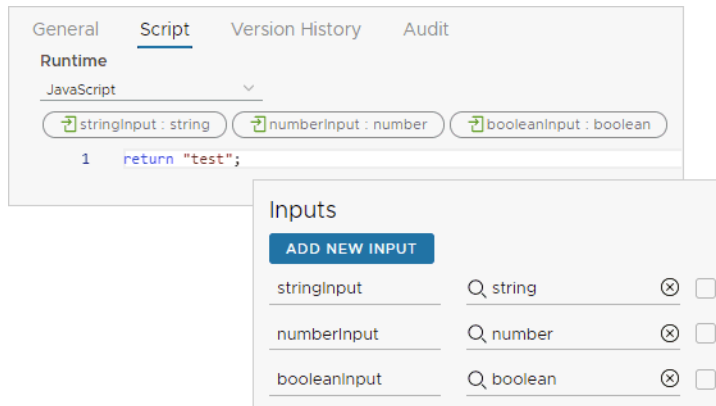 General Script Version History Audit
Runtime
JavaScript
stringInput : string numberInput : number booleanInput : boolean
1 return "test";
Inputs
ADD NEW INPUT
stringInput string
numberInput number
booleanInput boolean